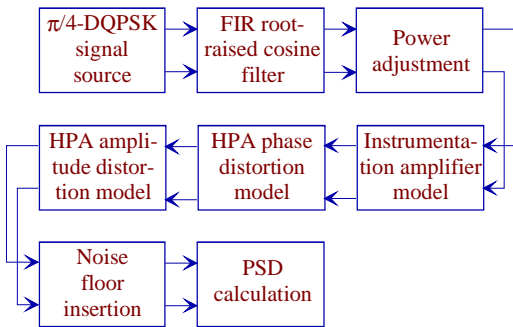 π/4-DQPSK
signal
source
FIR root-
raised cosine
filter
Power
adjustment
HPA ampli-
tude distor-
tion model
HPA phase
distortion
model
Instrumenta-
tion amplifier
model
Noise
floor
insertion
PSD
calculation